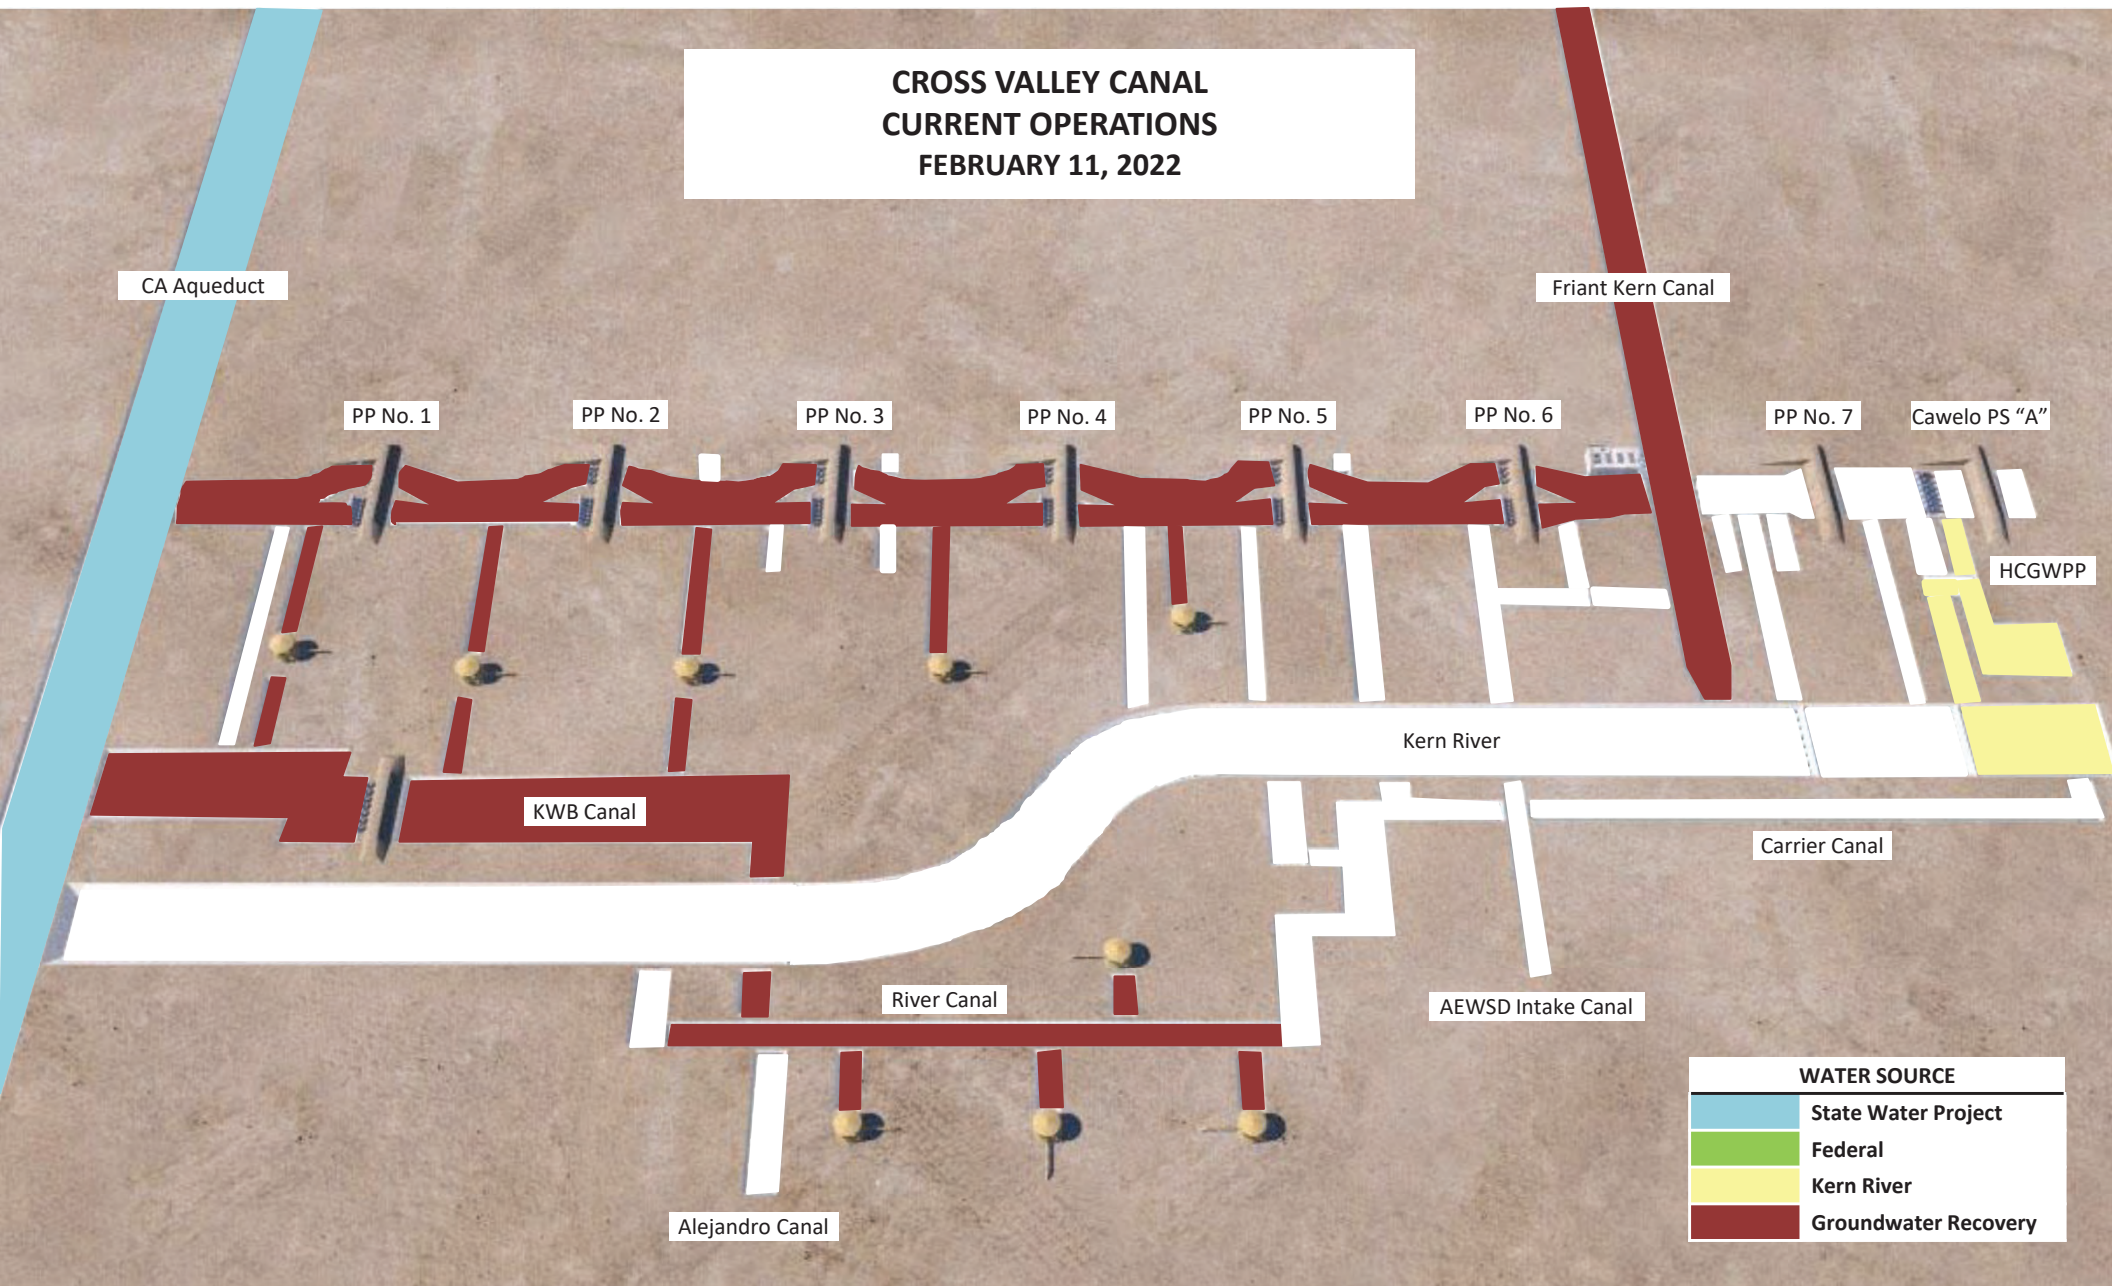 CROSS VALLEY CANAL
CURRENT OPERATIONS
FEBRUARY 11, 2022
CA Aqueduct
Friant Kern Canal
PP No. 1
PP No. 2
PP No. 3
PP No. 4
PP No. 5
PP No. 6
PP No. 7
Cawelo PS “A”
HCGWPP
Kern River
KWB Canal
Carrier Canal
River Canal
AEWSD Intake Canal
Alejandro Canal
WATER SOURCE
State Water Project
Federal
Kern River
Groundwater Recovery